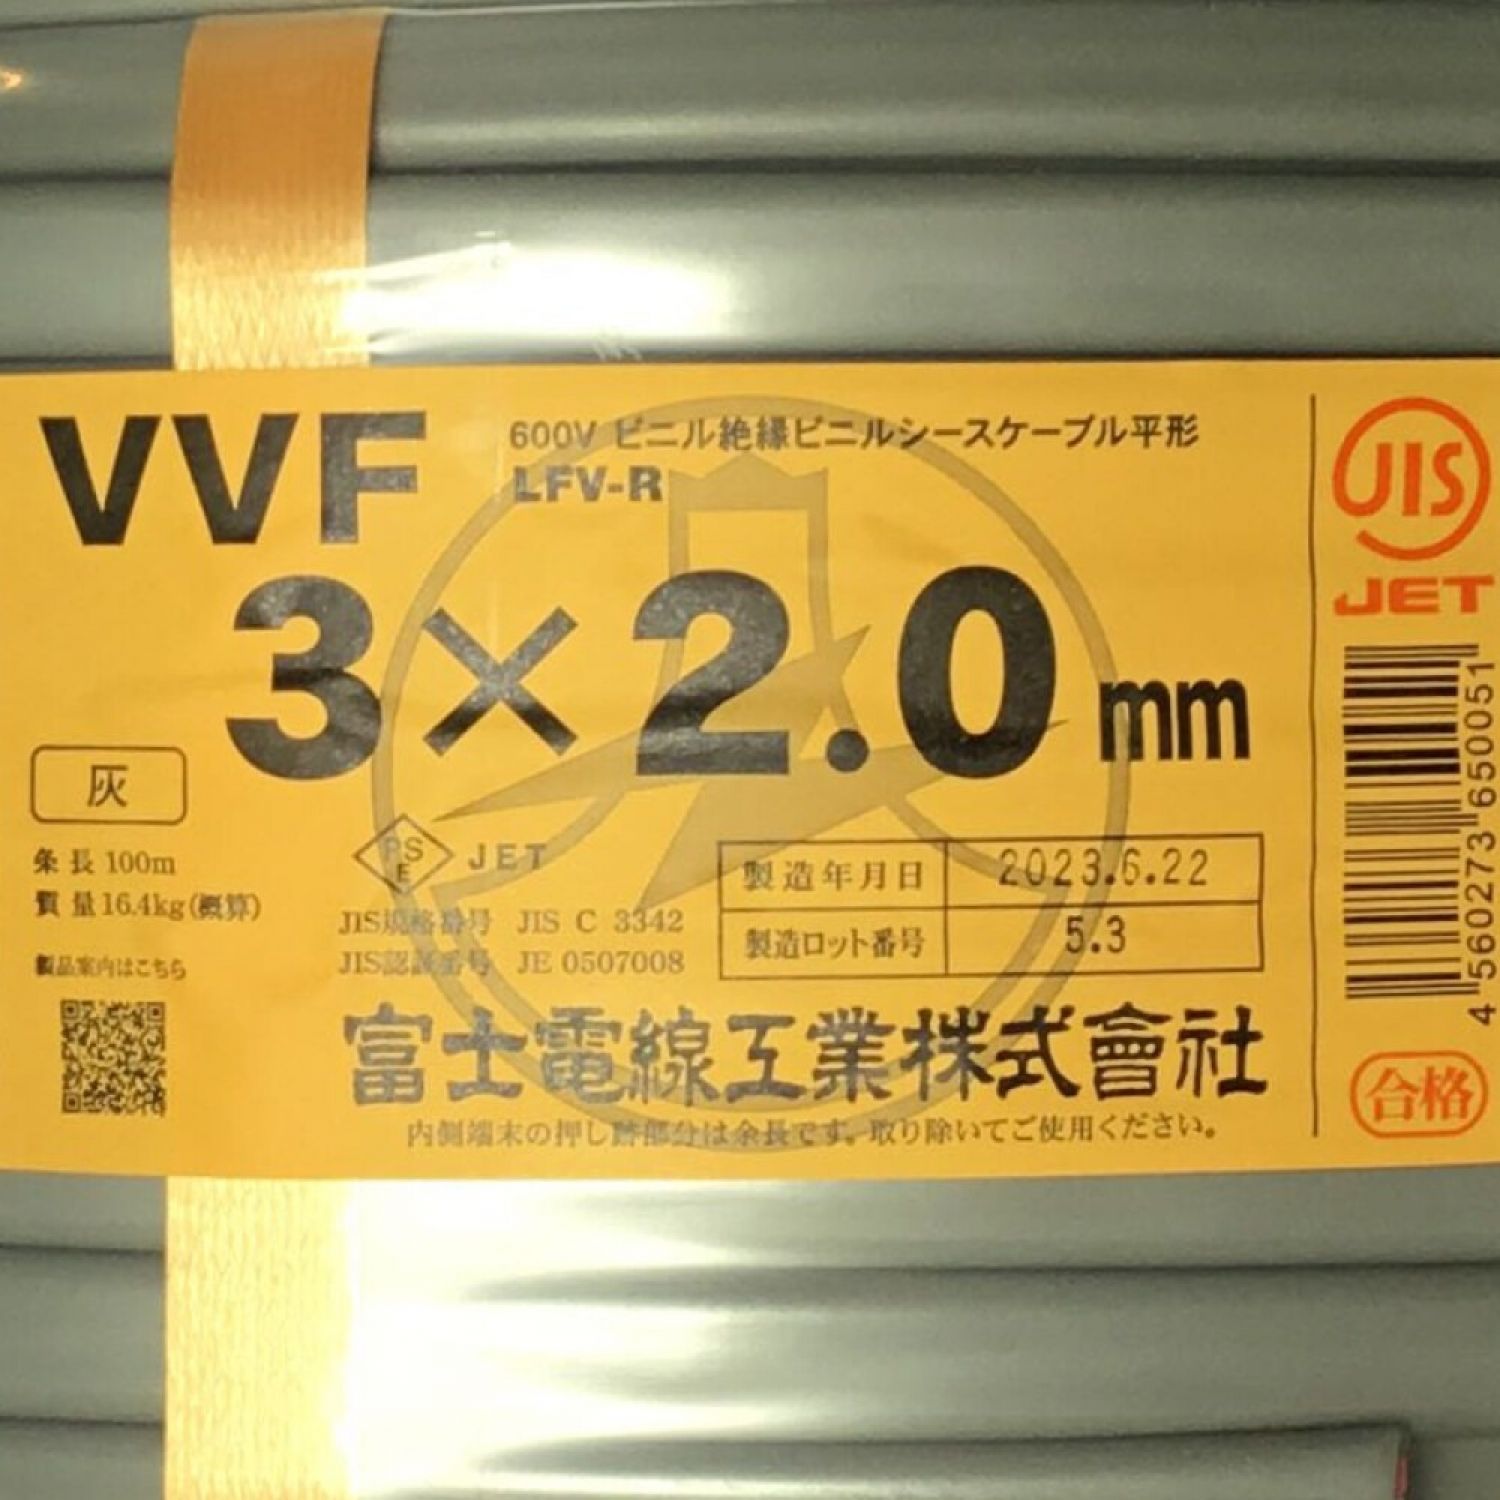 VVF
600V ビニル絶縁ビニルシースケーブル平形
LFV-R
3×2.0mm
灰
条長 100m
質量 16.4kg(概算)
製品案内はこちら
PSE JET
JIS規格番号 JIS C 3342
JIS認証番号 JE 0507008
製造年月日 2023.6.22
製造ロット番号 5.3
富士電線工業株式會社
内側端末の押し跡部分は余長です。取り除いてご使用ください。
JIS
JET
4560273650051
合格